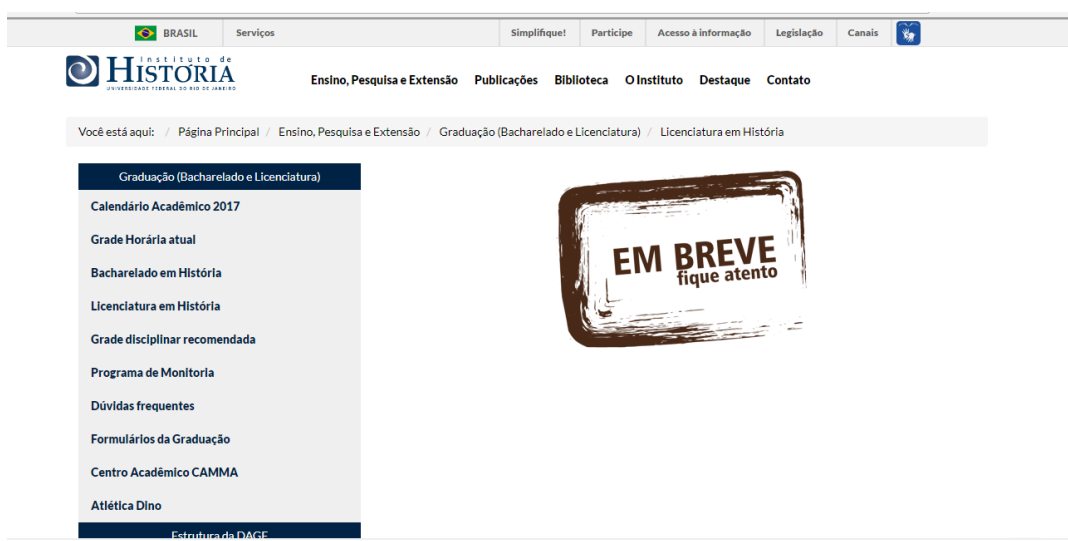 BRASIL Serviços Simplifique! Participe Acesso à informação Legislação Canais
Instituto de
HISTÓRIA
UNIVERSIDADE FEDERAL DO RIO DE JANEIRO
Ensino, Pesquisa e Extensão Publicações Biblioteca O Instituto Destaque Contato
Você está aqui: / Página Principal / Ensino, Pesquisa e Extensão / Graduação (Bacharelado e Licenciatura) / Licenciatura em História
Graduação (Bacharelado e Licenciatura)
Calendário Acadêmico 2017
Grade Horária atual
Bacharelado em História
Licenciatura em História
Grade disciplinar recomendada
Programa de Monitoria
Dúvidas frequentes
Formulários da Graduação
Centro Acadêmico CAMMA
Atlética Dino
Estrutura da DAGE
EM BREVE
fique atento